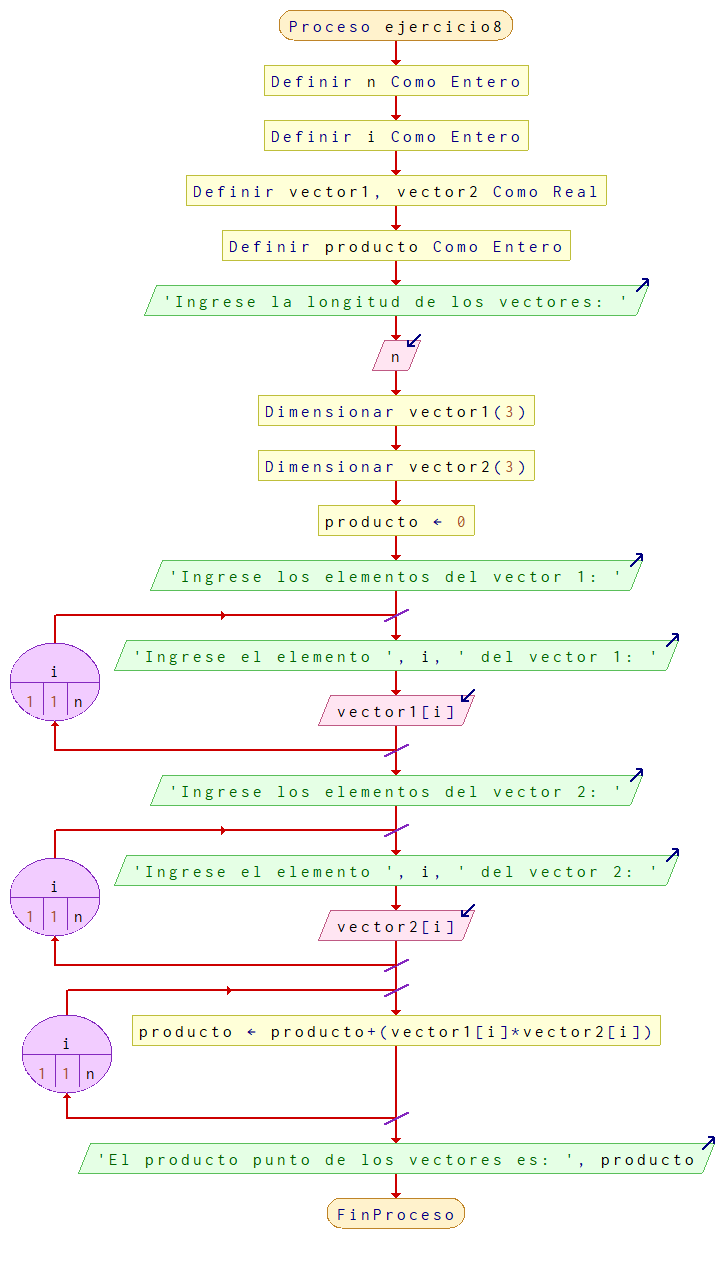 Proceso ejercicio8
Definir n Como Entero
Definir i Como Entero
Definir vector1, vector2 Como Real
Definir producto Como Entero
'Ingrese la longitud de los vectores: '
n
Dimensionar vector1(3)
Dimensionar vector2(3)
producto ← 0
'Ingrese los elementos del vector 1: '
'Ingrese el elemento ', i, ' del vector 1: '
i
1 1 n
vector1[i]
'Ingrese los elementos del vector 2: '
'Ingrese el elemento ', i, ' del vector 2: '
i
1 1 n
vector2[i]
producto ← producto+(vector1[i]*vector2[i])
i
1 1 n
'El producto punto de los vectores es: ', producto
FinProceso